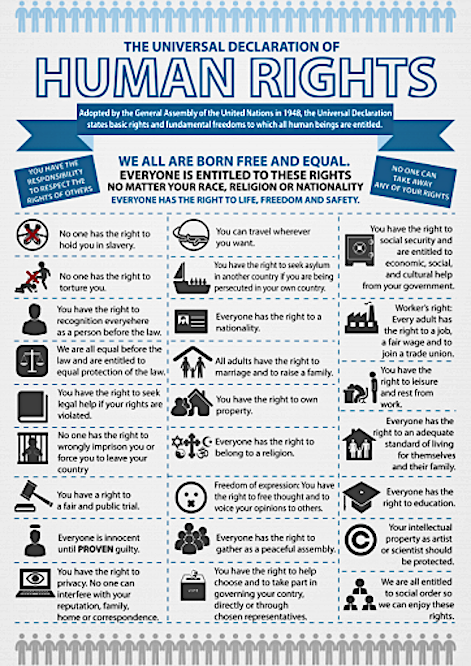 THE UNIVERSAL DECLARATION OF
HUMAN RIGHTS
Adopted by the General Assembly of the United Nations in 1948, the Universal Declaration
states basic rights and fundamental freedoms to which all human beings are entitled.
YOU HAVE THE
RESPONSIBILITY
TO RESPECT THE
RIGHTS OF OTHERS
WE ALL ARE BORN FREE AND EQUAL.
EVERYONE IS ENTITLED TO THESE RIGHTS
NO MATTER YOUR RACE, RELIGION OR NATIONALITY
EVERYONE HAS THE RIGHT TO LIFE, FREEDOM AND SAFETY.
NO ONE CAN
TAKE AWAY
ANY OF YOUR RIGHTS
No one has the right to
hold you in slavery.
No one has the right to
torture you.
You have the right to
recognition everyehere
as a person before the law.
We are all equal before the
law and are entitled to
equal protection of the law.
You have the right to seek
legal help if your rights are
violated.
No one has the right to
wrongly imprison you or
force you to leave your
country
You have a right to
a fair and public trial.
Everyone is innocent
until PROVEN guilty.
You have the right to
privacy. No one can
interfere with your
reputation, family,
home or correspondence.
You can travel wherever
you want.
You have the right to seek asylum
in another country if you are being
persecuted in your own country.
Everyone has the right to a
nationality.
All adults have the right to
marriage and to raise a family.
You have the right to own
property.
Everyone has the right to
belong to a religion.
Freedom of expression: You have
the right to free thought and to
voice your opinions to others.
Everyone has the right to
gather as a peaceful assembly.
You have the right to help
choose and to take part in
governing your contry,
directly or through
chosen representatives.
VOTE
You have the right to
social security and
are entitled to
economic, social,
and cultural help
from your government.
Worker's right:
Every adult has
the right to a job,
a fair wage and to
join a trade union.
You have the
right to leisure
and rest from
work.
Everyone has the
right to an adequate
standard of living
for themselves
and their family.
Everyone has the
right to education.
©
Your intellectual
property as artist
or scientist should
be protected.
We are all entitled
to social order so
we can enjoy these
rights.